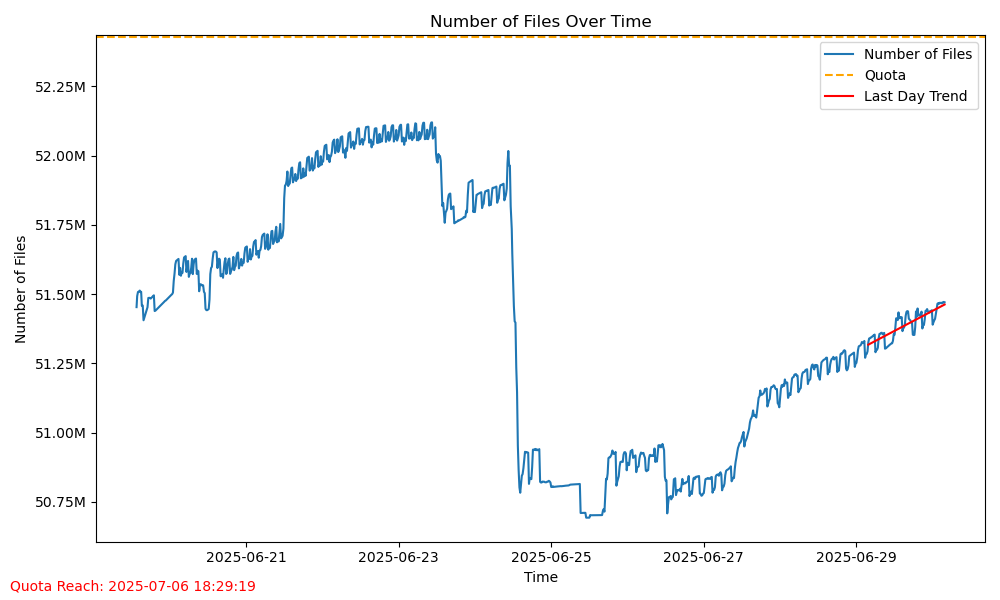 Number of Files Over Time
Number of Files
Quota
Last Day Trend
52.25M
52.00M
51.75M
51.50M
51.25M
51.00M
50.75M
Number of Files
2025-06-21
2025-06-23
2025-06-25
2025-06-27
2025-06-29
Time
Quota Reach: 2025-07-06 18:29:19